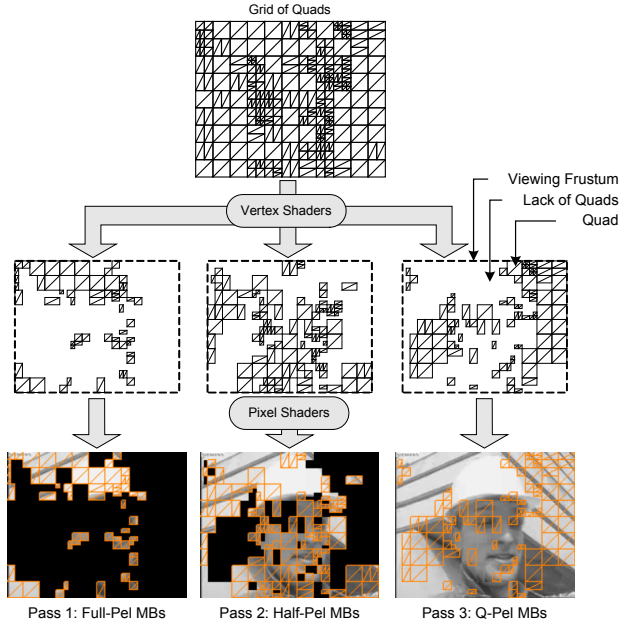 Grid of Quads
Vertex Shaders
Viewing Frustum
Lack of Quads
Quad
Pixel Shaders
Pass 1: Full-Pel MBs
Pass 2: Half-Pel MBs
Pass 3: Q-Pel MBs